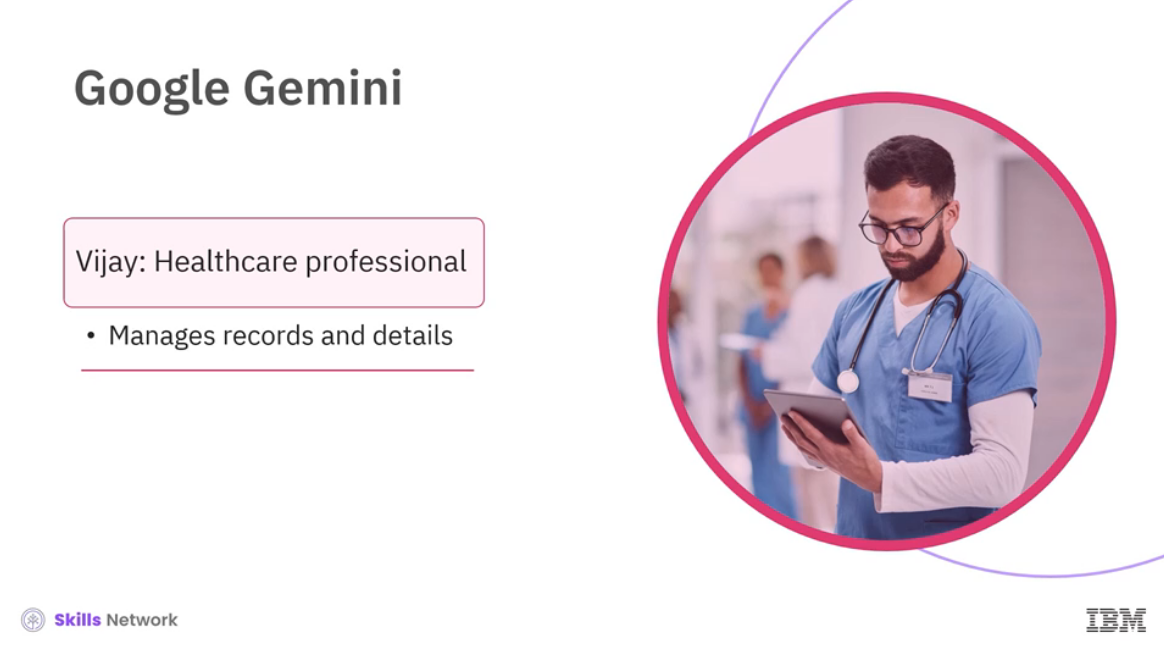 Google Gemini
Vijay: Healthcare professional
• Manages records and details
Skills Network
IBM